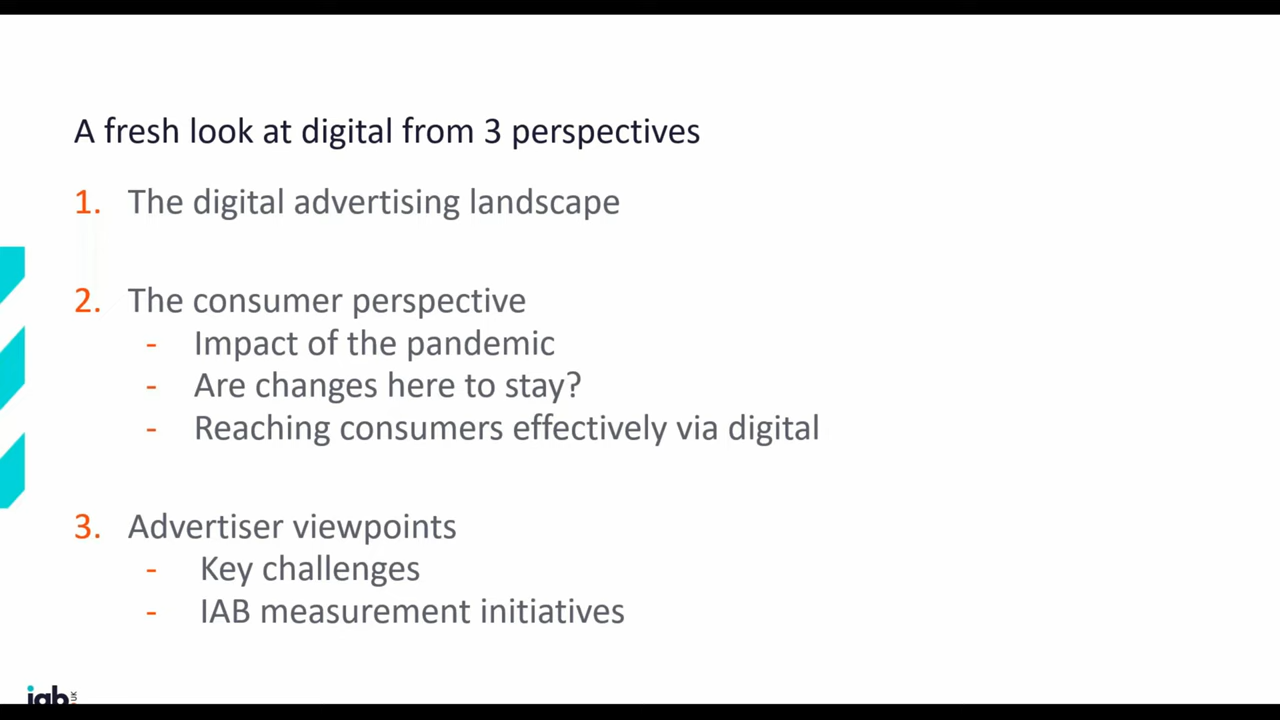 A fresh look at digital from 3 perspectives
1. The digital advertising landscape
2. The consumer perspective
- Impact of the pandemic
- Are changes here to stay?
- Reaching consumers effectively via digital
3. Advertiser viewpoints
- Key challenges
- IAB measurement initiatives
iab UK